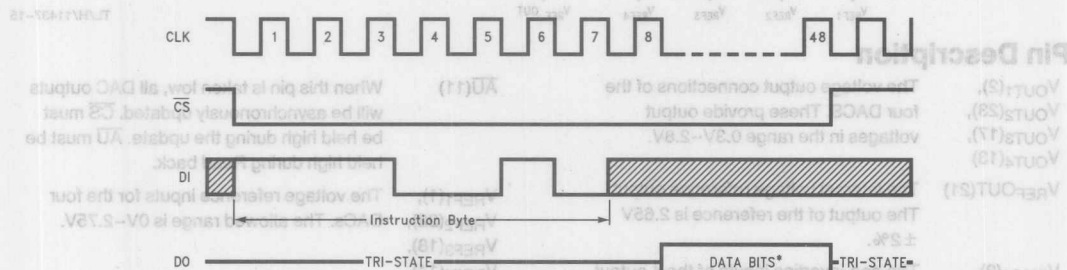 CLK 1 2 3 4 5 6 7 8 48
CS
DI
Instruction Byte
DO TRI-STATE DATA BITS* TRI-STATE
TL/H/11437-15
Pin Description
VOUT1(2), The voltage output connections of the
VOUT2(23), four DACS. These provide output
VOUT3(17), voltages in the range 0.3V–2.8V.
VOUT4(13)
VREFOUT(21)
The output of the reference is 2.65V
±2%.
AU(11) When this pin is taken low, all DAC outputs
will be asynchronously updated. CS must
be held high during the update. AU must be
held high during back.
VREF1(1), The voltage reference inputs for the four
DACs. The allowed range is 0V–2.75V.
VREF3(18),